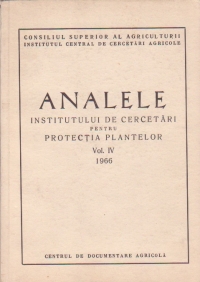 CONSILIUL SUPERIOR AL AGRICULTURII
INSTITUTUL CENTRAL DE CERCETĂRI AGRICOLE
ANALELE
INSTITUTULUI DE CERCETĂRI
PENTRU
PROTECȚIA PLANTELOR
Vol. IV
1966
CENTRUL DE DOCUMENTARE AGRICOLĂ